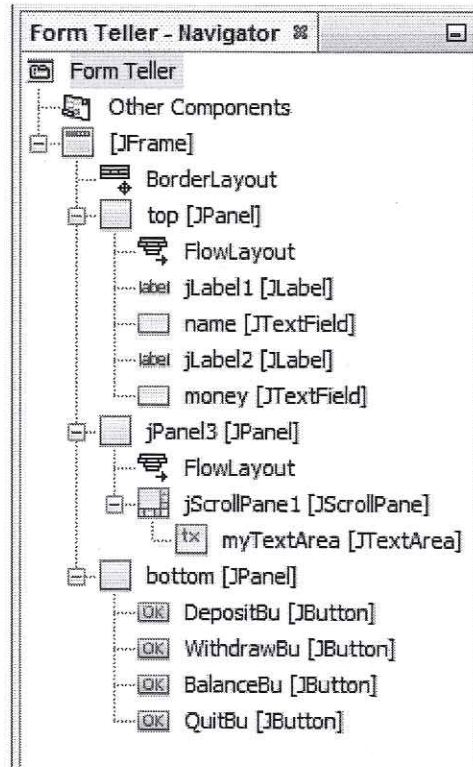 Form Teller - Navigator
Form Teller
Other Components
[JFrame]
BorderLayout
top [JPanel]
FlowLayout
label jLabel1 [JLabel]
name [JTextField]
label jLabel2 [JLabel]
money [JTextField]
jPanel3 [JPanel]
FlowLayout
jScrollPane1 [JScrollPane]
tx myTextArea [JTextArea]
bottom [JPanel]
OK DepositBu [JButton]
OK WithdrawBu [JButton]
OK BalanceBu [JButton]
OK QuitBu [JButton]